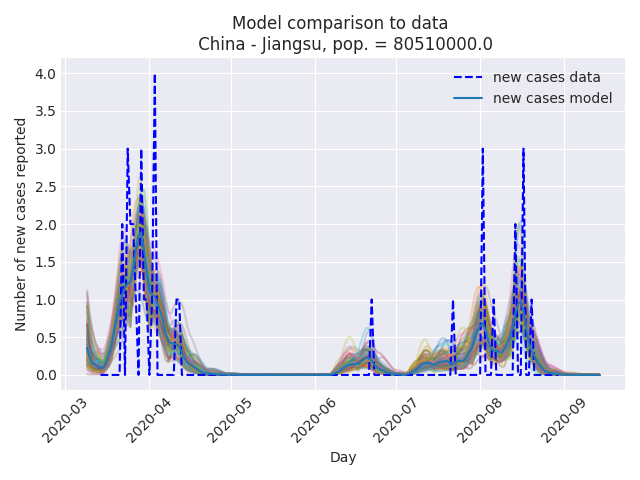 Model comparison to data
China - Jiangsu, pop. = 80510000.0
new cases data
new cases model
Number of new cases reported
4.0
3.5
3.0
2.5
2.0
1.5
1.0
0.5
0.0
2020-03
2020-04
2020-05
2020-06
2020-07
2020-08
2020-09
Day